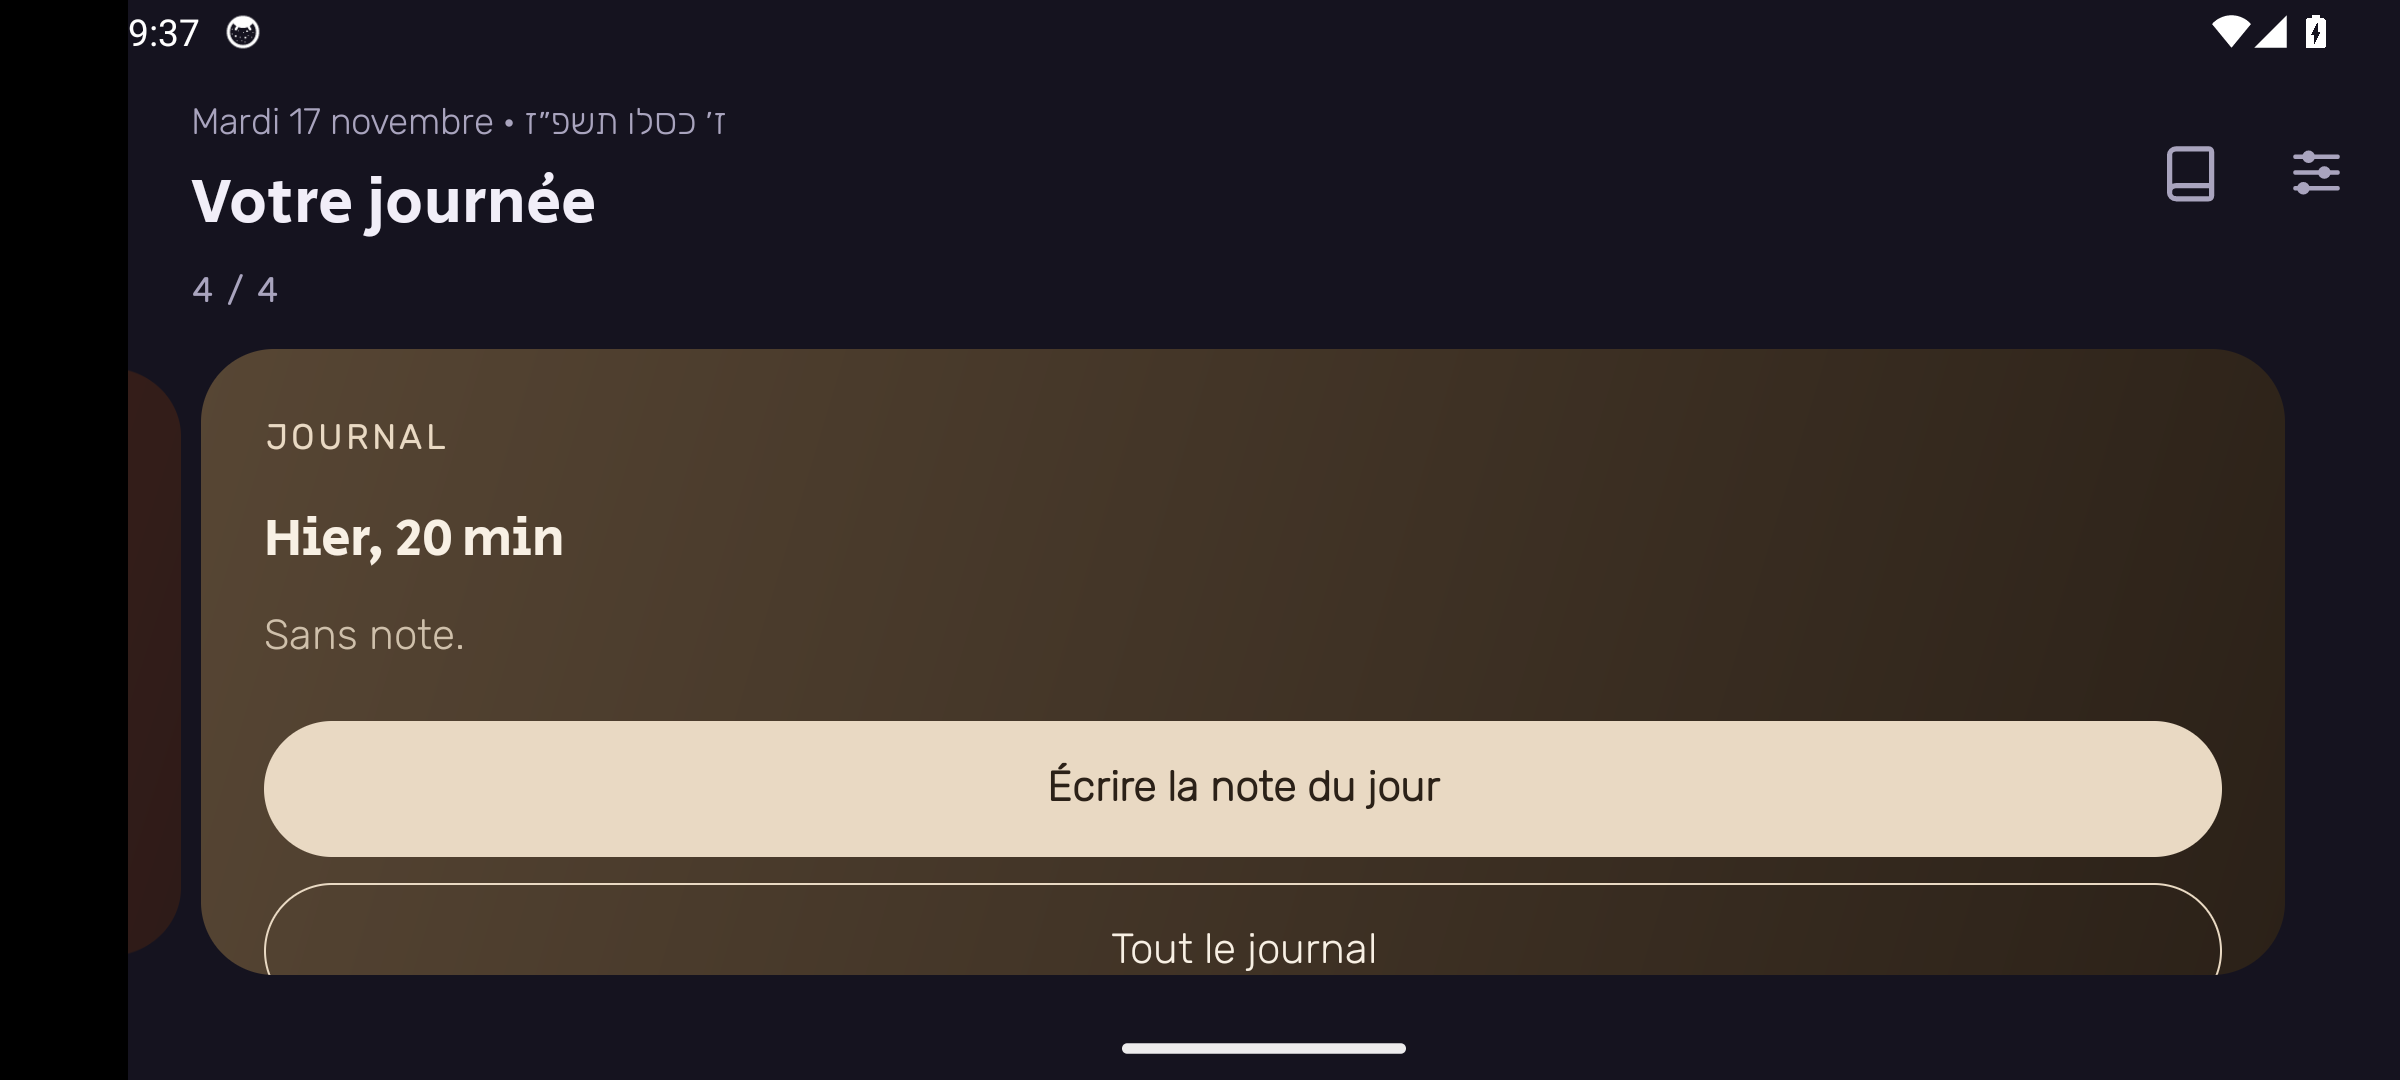 9:37
Mardi 17 novembre • ז׳ כסלו תשפ״ז
Votre journée
4 / 4
JOURNAL
Hier, 20 min
Sans note.
Écrire la note du jour
Tout le journal